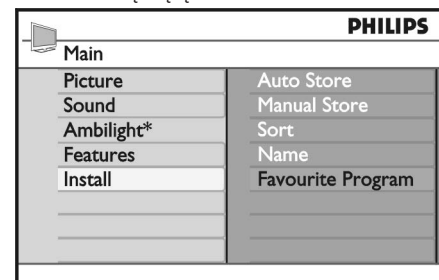 PHILIPS
Main
Picture
Sound
Ambilight*
Features
Install
Auto Store
Manual Store
Sort
Name
Favourite Program